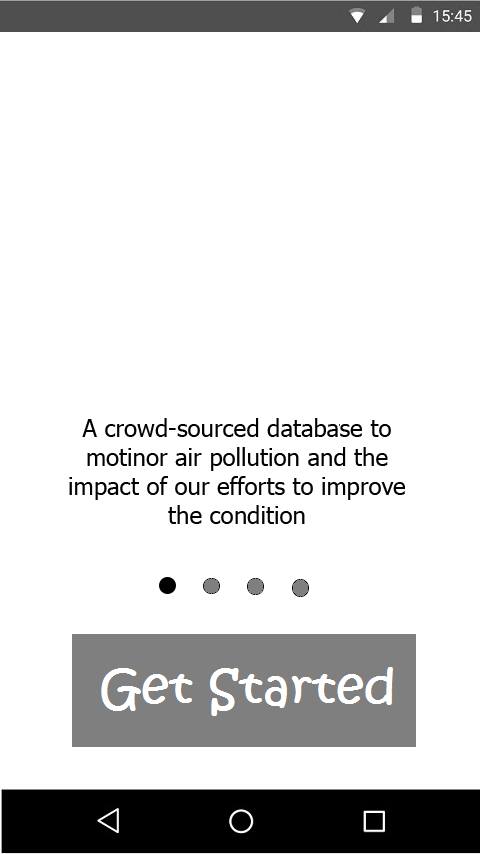 15:45
A crowd-sourced database to
motinor air pollution and the
impact of our efforts to improve
the condition
Get Started